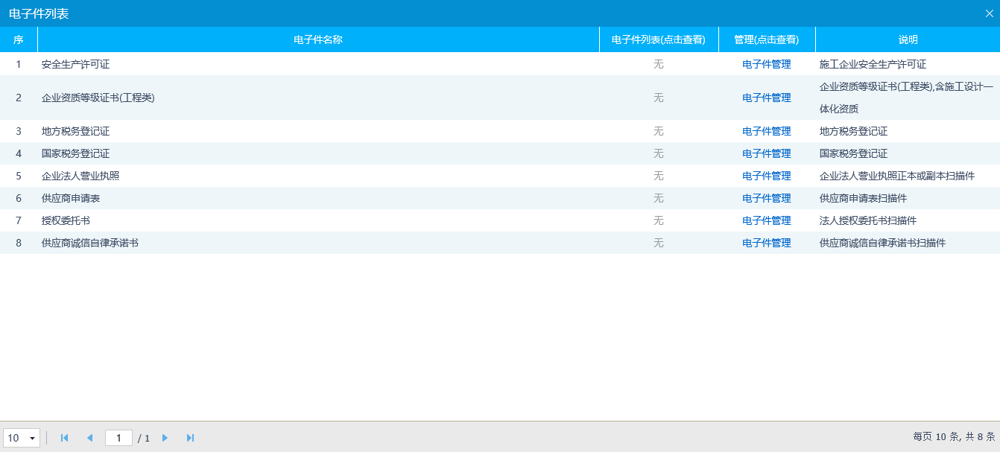 电子件列表
序 电子件名称 电子件列表(点击查看) 管理(点击查看) 说明
1 安全生产许可证 无 电子件管理 施工企业安全生产许可证
2 企业资质等级证书(工程类) 无 电子件管理 企业资质等级证书(工程类),含施工设计一
体化资质
3 地方税务登记证 无 电子件管理 地方税务登记证
4 国家税务登记证 无 电子件管理 国家税务登记证
5 企业法人营业执照 无 电子件管理 企业法人营业执照正本或副本扫描件
6 供应商申请表 无 电子件管理 供应商申请表扫描件
7 授权委托书 无 电子件管理 法人授权委托书扫描件
8 供应商诚信自律承诺书 无 电子件管理 供应商诚信自律承诺书扫描件
10 1 / 1 每页 10 条, 共 8 条